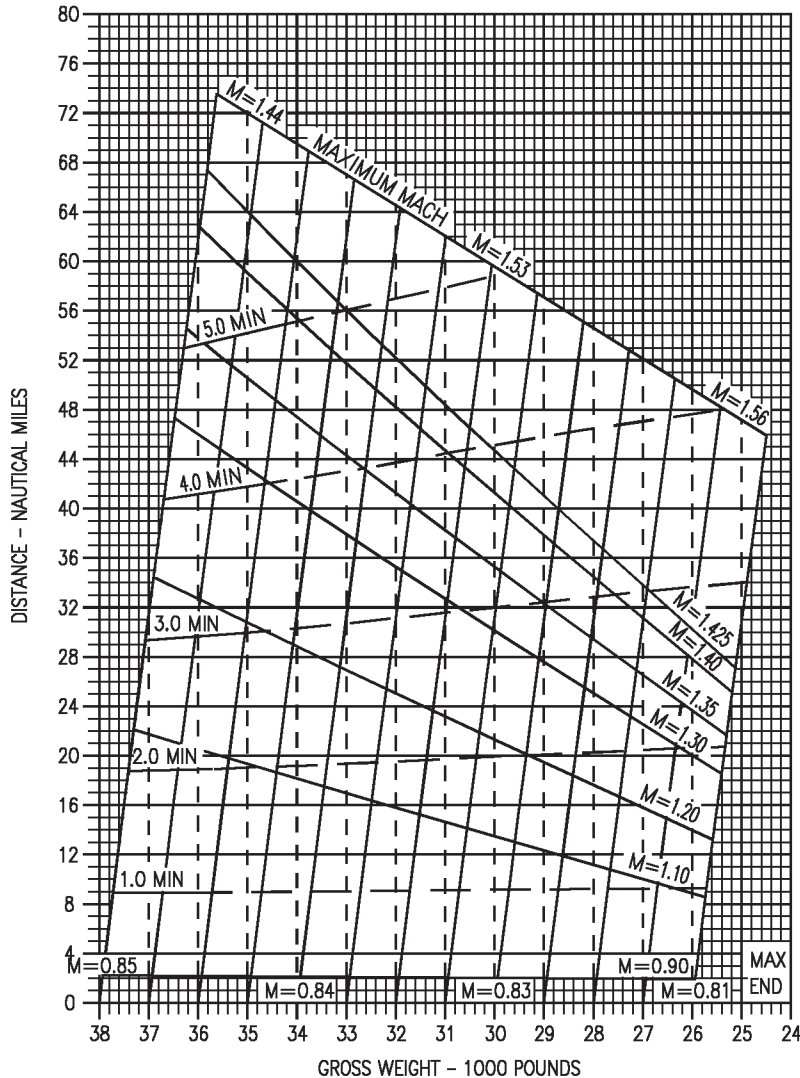 80
76
72
68
64
60
56
52
48
44
40
36
32
28
24
20
16
12
8
4
0
DISTANCE – NAUTICAL MILES
M=1.44
MAXIMUM MACH
M=1.53
M=1.56
5.0 MIN
4.0 MIN
3.0 MIN
2.0 MIN
1.0 MIN
M=1.425
M=1.40
M=1.35
M=1.30
M=1.20
M=1.10
M=0.85
M=0.90
MAX
END
M=0.84
M=0.83
M=0.81
38 37 36 35 34 33 32 31 30 29 28 27 26 25 24
GROSS WEIGHT – 1000 POUNDS